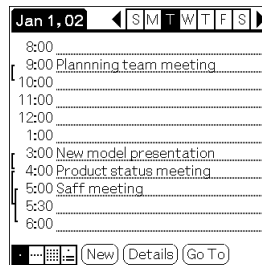 Jan 1, 02 S M T W T F S
8:00
9:00 Plannning team meeting
10:00
11:00
12:00
1:00
3:00 New model presentation
4:00 Product status meeting
5:00 Saff meeting
5:30
6:00
New Details Go To